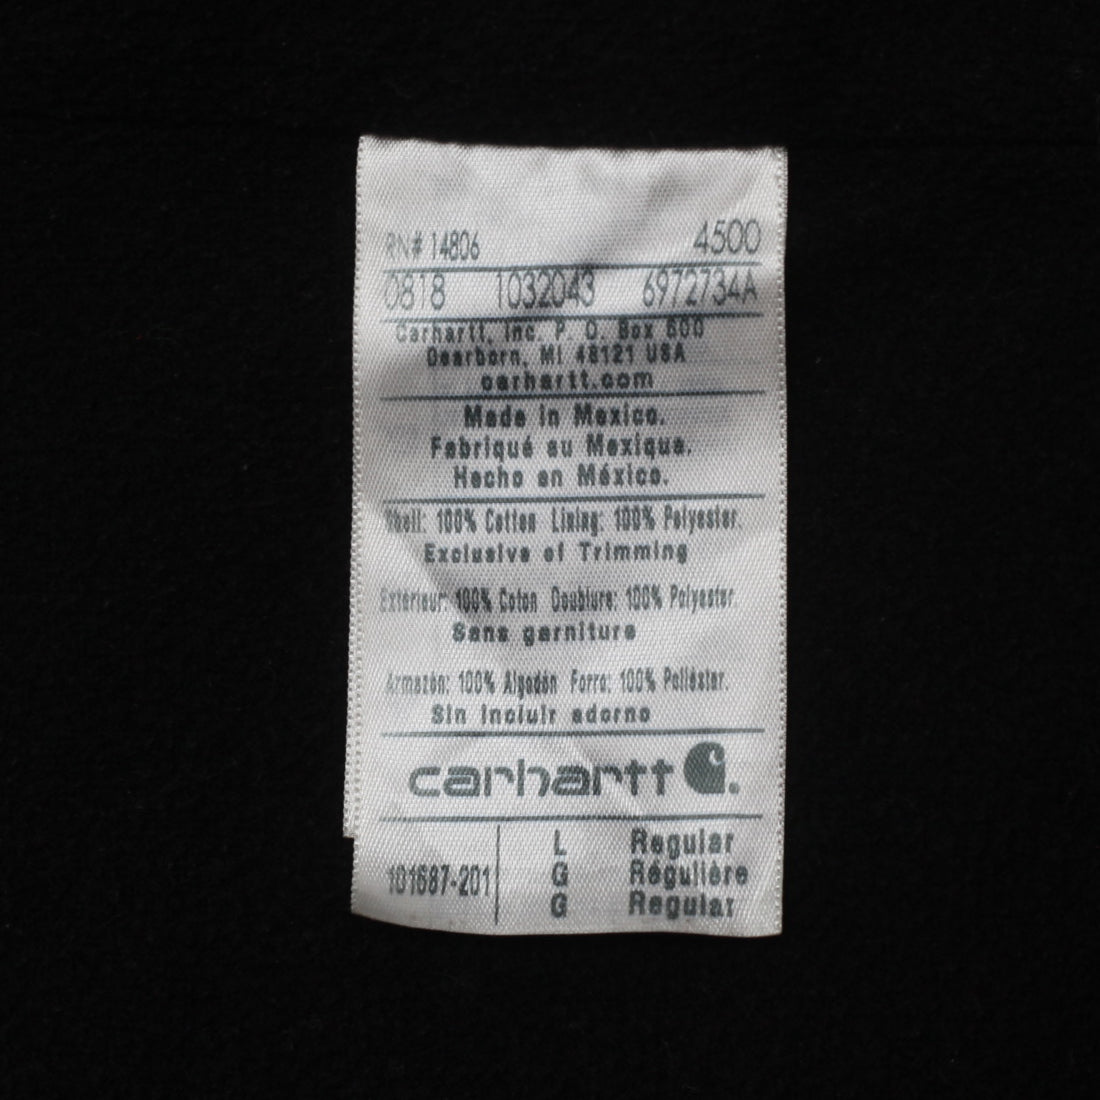 RN# 14806 4500
0818 1032043 6972734A
Carhartt, Inc. P. O. Box 600
Dearborn, MI 48121 USA
carhartt.com
Made in Mexico.
Fabriqué au Mexique.
Hecho en México.
Shell: 100% Cotton Lining: 100% Polyester.
Exclusive of Trimming
Extérieur: 100% Coton Doublure: 100% Polyester.
Sans garniture
Armazón: 100% Algodón Forro: 100% Poliéster.
Sin incluir adorno
carhartt
L Regular
101687-201 G Régulière
G Regular